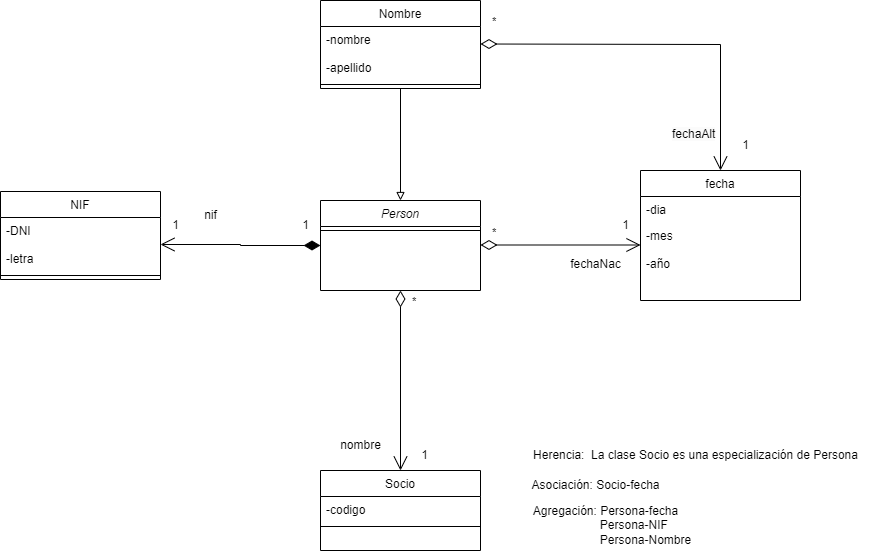 Nombre
*
-nombre
-apellido
fechaAlt
1
NIF
-DNI
-letra
1
nif
1
Person
*
1
fechaNac
fecha
-dia
-mes
-año
*
nombre
1
Socio
-codigo
Herencia: La clase Socio es una especialización de Persona
Asociación: Socio-fecha
Agregación: Persona-fecha
Persona-NIF
Persona-Nombre